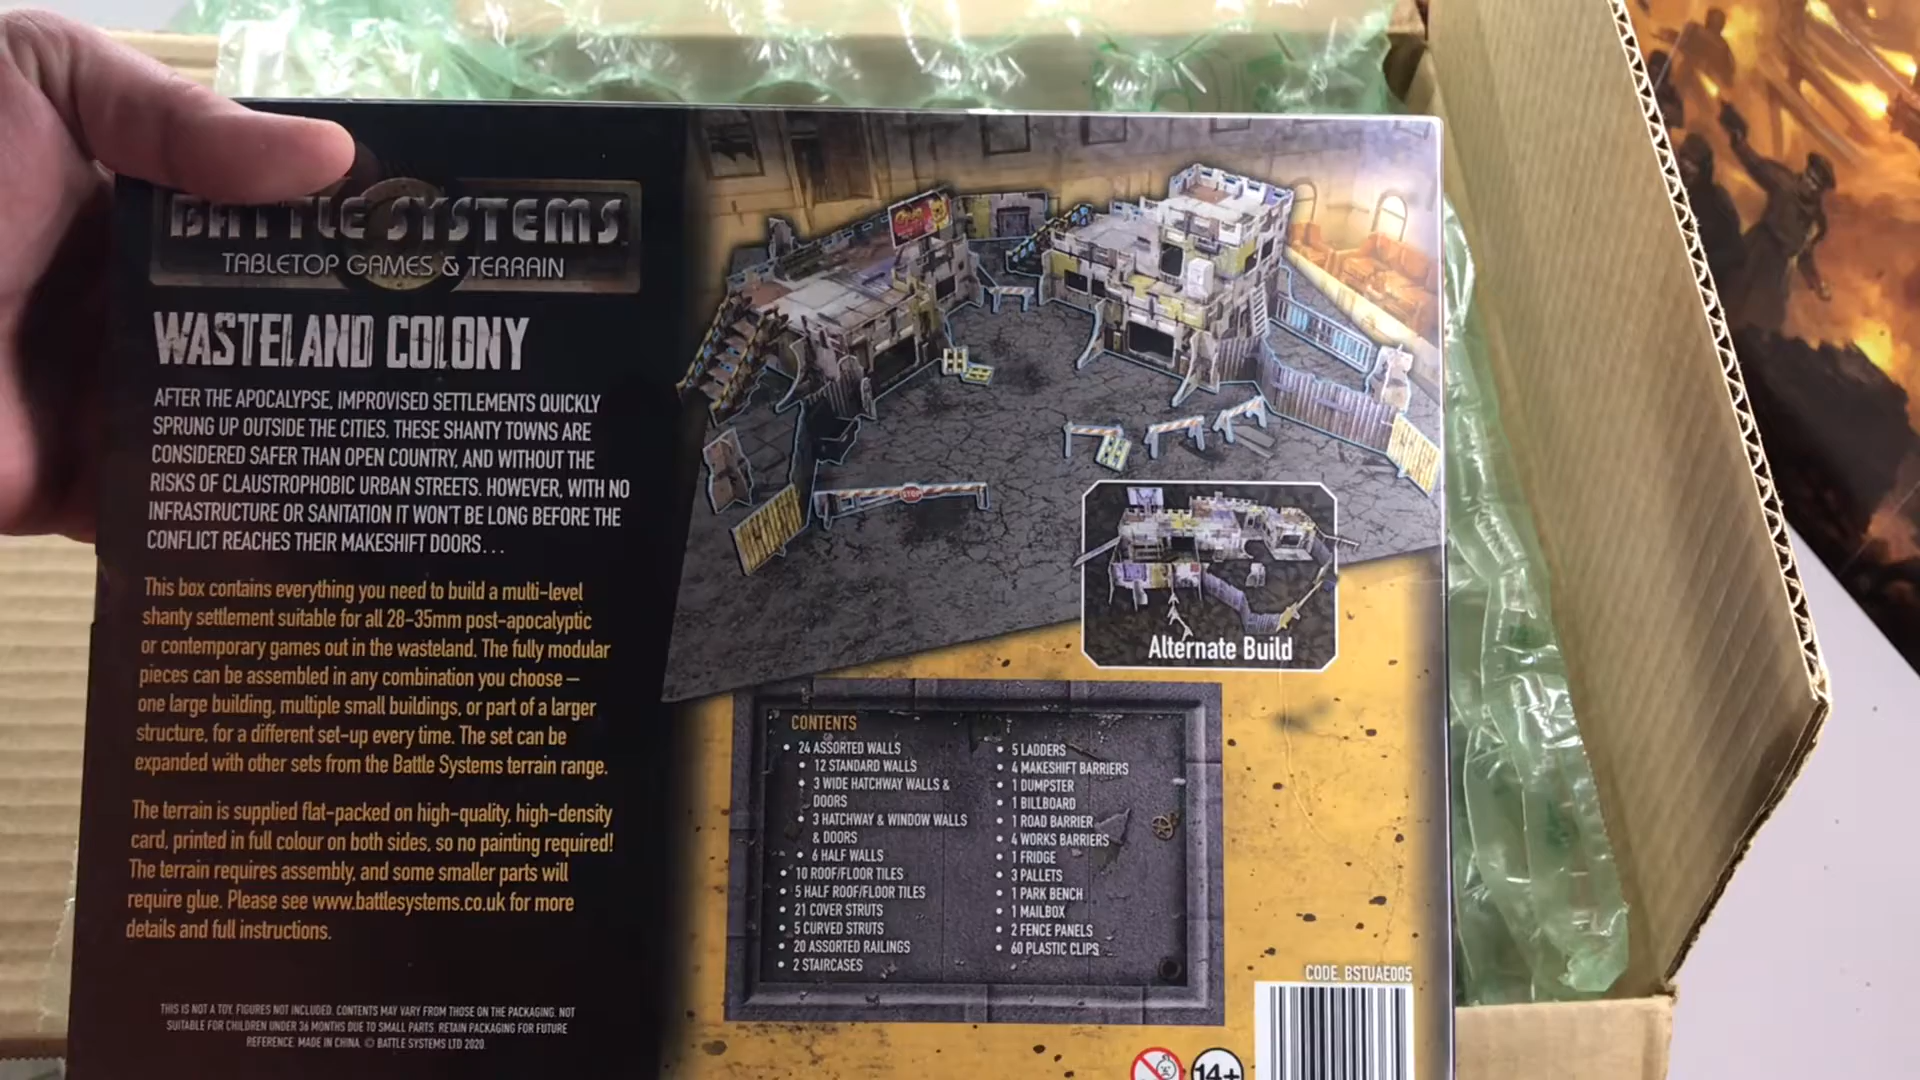 BATTLE SYSTEMS
TABLETOP GAMES & TERRAIN
WASTELAND COLONY
AFTER THE APOCALYPSE, IMPROVISED SETTLEMENTS QUICKLY
SPRUNG UP OUTSIDE THE CITIES. THESE SHANTY TOWNS ARE
CONSIDERED SAFER THAN OPEN COUNTRY, AND WITHOUT THE
RISKS OF CLAUSTROPHOBIC URBAN STREETS. HOWEVER, WITH NO
INFRASTRUCTURE OR SANITATION IT WON'T BE LONG BEFORE THE
CONFLICT REACHES THEIR MAKESHIFT DOORS...
This box contains everything you need to build a multi-level
shanty settlement suitable for all 28-35mm post-apocalyptic
or contemporary games out in the wasteland. The fully modular
pieces can be assembled in any combination you choose –
one large building, multiple small buildings, or part of a larger
structure, for a different set-up every time. The set can be
expanded with other sets from the Battle Systems terrain range.
The terrain is supplied flat-packed on high-quality, high-density
card, printed in full colour on both sides, so no painting required!
The terrain requires assembly, and some smaller parts will
require glue. Please see www.battlesystems.co.uk for more
details and full instructions.
THIS IS NOT A TOY. FIGURES NOT INCLUDED. CONTENTS MAY VARY FROM THOSE ON THE PACKAGING. NOT
SUITABLE FOR CHILDREN UNDER 36 MONTHS DUE TO SMALL PARTS. RETAIN PACKAGING FOR FUTURE
REFERENCE. MADE IN CHINA. © BATTLE SYSTEMS LTD 2020
STOP
Alternate Build
CONTENTS
• 24 ASSORTED WALLS
• 12 STANDARD WALLS
• 3 WIDE HATCHWAY WALLS &
DOORS
• 3 HATCHWAY & WINDOW WALLS
& DOORS
• 6 HALF WALLS
• 10 ROOF/FLOOR TILES
• 5 HALF ROOF/FLOOR TILES
• 21 COVER STRUTS
• 5 CURVED STRUTS
• 20 ASSORTED RAILINGS
• 2 STAIRCASES
• 5 LADDERS
• 4 MAKESHIFT BARRIERS
• 1 DUMPSTER
• 1 BILLBOARD
• 1 ROAD BARRIER
• 4 WORKS BARRIERS
• 1 FRIDGE
• 3 PALLETS
• 1 PARK BENCH
• 1 MAILBOX
• 2 FENCE PANELS
• 60 PLASTIC CLIPS
CODE. BSTUAE005
14+